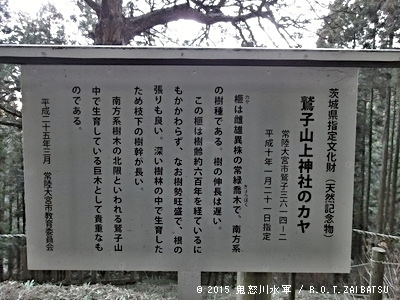 茨城県指定文化財（天然記念物）
鷲子山上神社のカヤ
常陸大宮市鷲子三六一四－二
平成十年一月二十一日指定
榧は雌雄異株の常緑喬木で、南方系
の樹種である。樹の伸長は遅い。
この榧は樹齢約六百年を経ているに
もかかわらず、なお樹勢旺盛で、根の
張りも良い。深い樹林の中で生育した
ため枝下の樹幹が長い。
南方系樹木の北限といわれる鷲子山
中で生育している巨木として貴重なも
のである。
平成二十五年三月　常陸大宮市教育委員会
© 2015 鬼怒川水軍 / R.O.T.ZAIBATSU